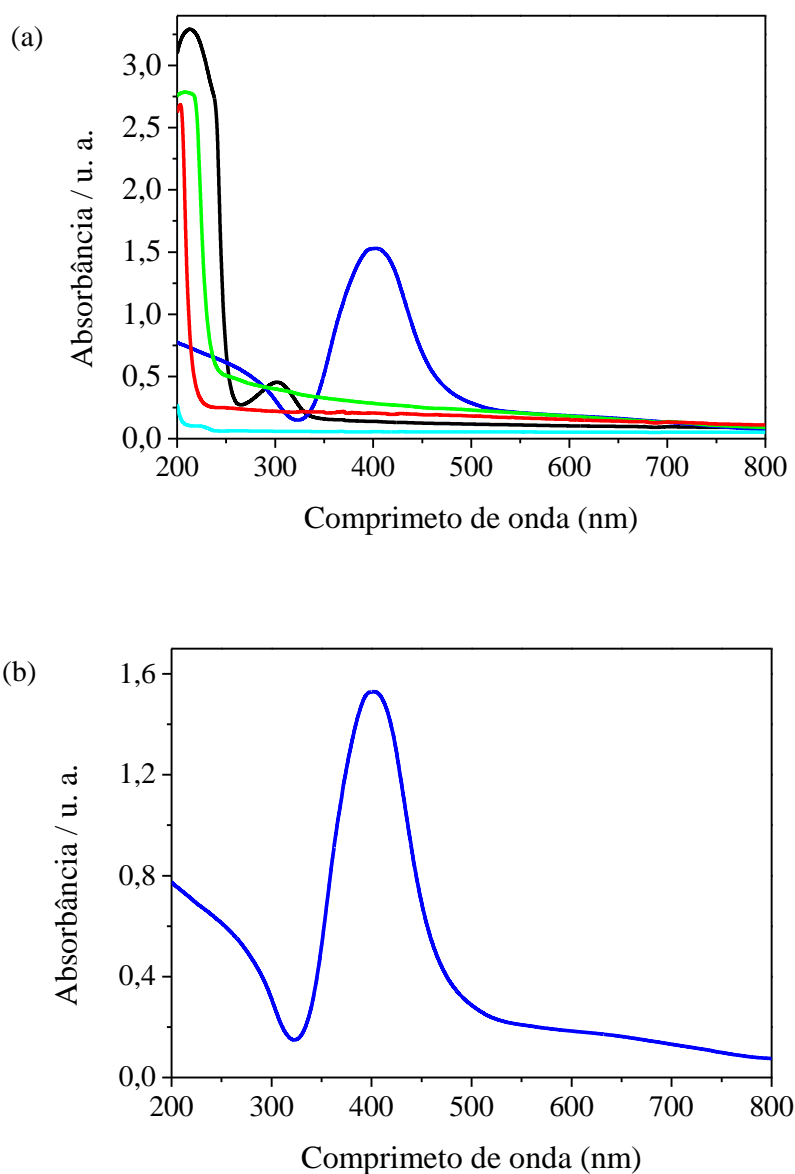 (a)
3,0
2,5
2,0
1,5
1,0
0,5
0,0
Absorbância / u. a.
200 300 400 500 600 700 800
Comprimeto de onda (nm)
(b)
1,6
1,2
0,8
0,4
0,0
Absorbância / u. a.
200 300 400 500 600 700 800
Comprimeto de onda (nm)